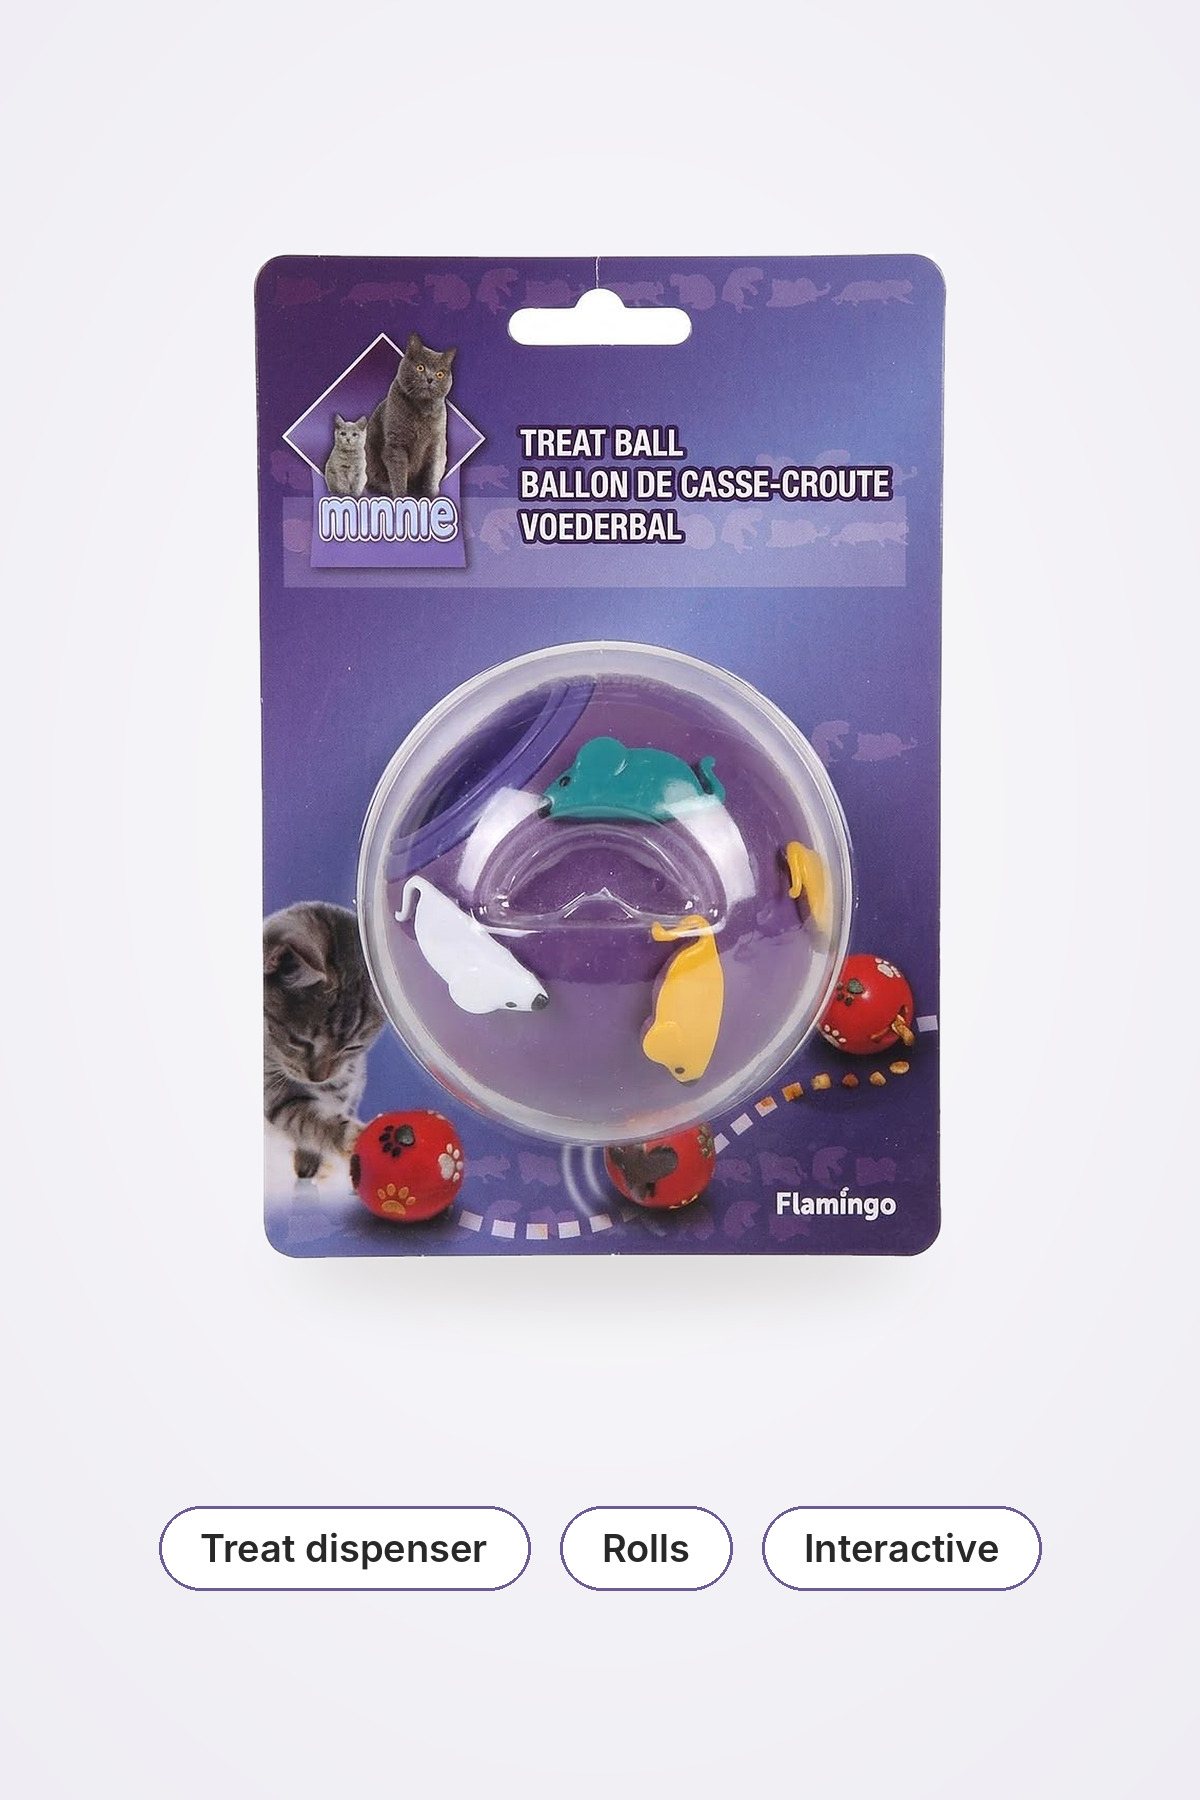 TREAT BALL
BALLON DE CASSE-CROUTE
VOEDERBAL
minnie
Flamingo
Treat dispenser
Rolls
Interactive